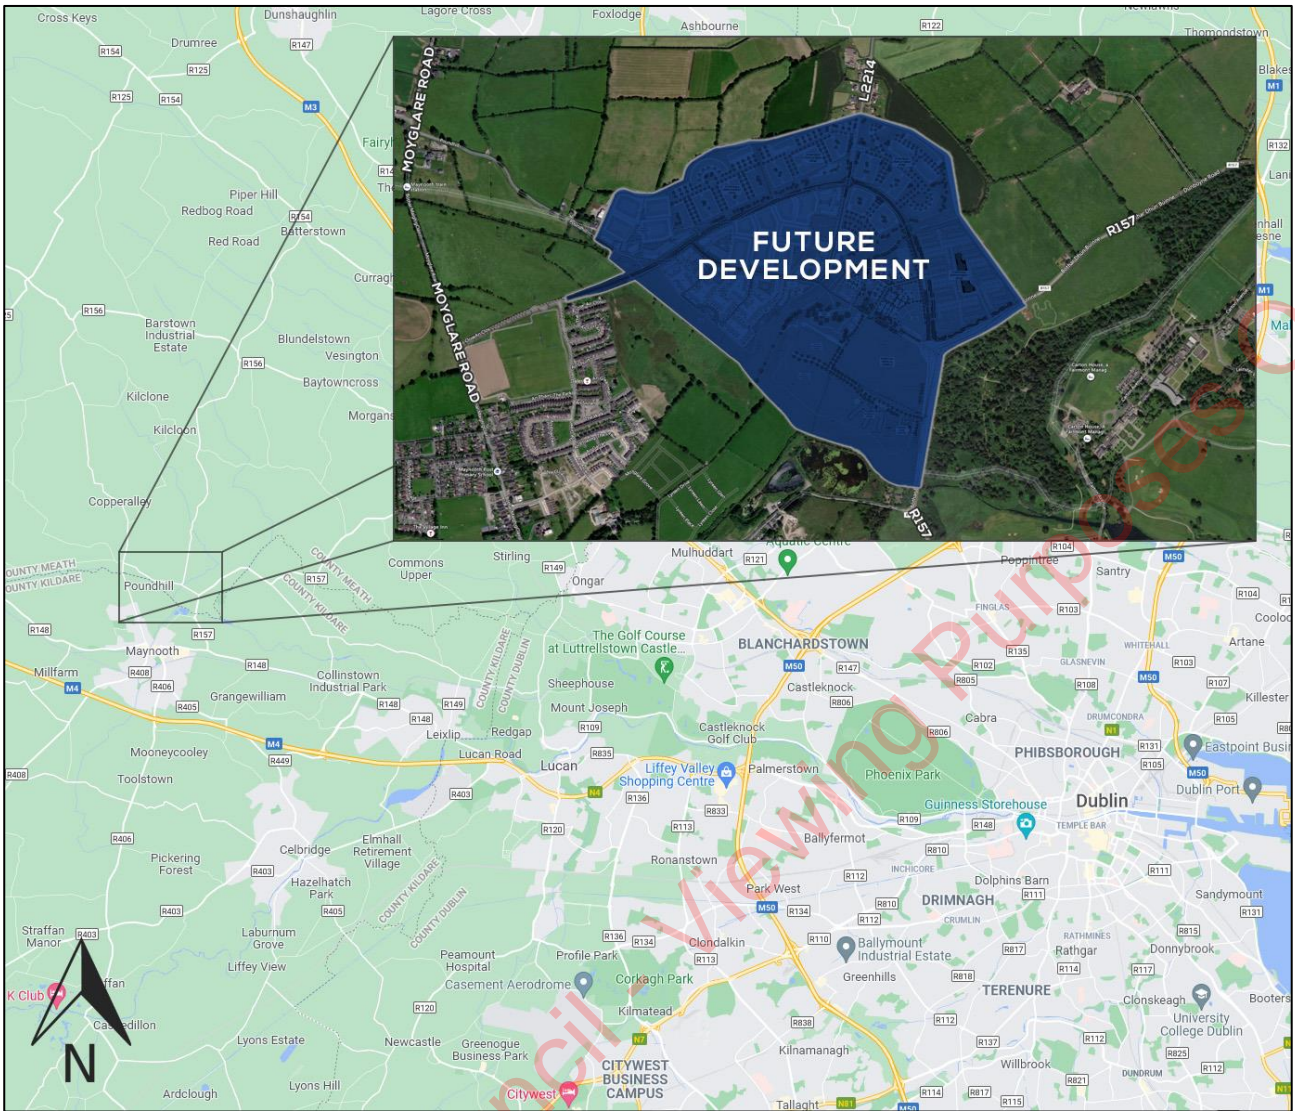 Cross Keys
Dunshaughlin
Lagore Cross
Foxlodge
Ashbourne
R122
Thomondstown
R154
Drumree
R147
R125
R125
R154
M3
Blakes
M1
R132
Fairyh
Piper Hill
Redbog Road
R154
Batterstown
Red Road
Curragh
R156
Barstown
Industrial
Estate
Blundelstown
R156
Vesington
Baytowncross
Kilclone
Morgans
Kilcloon
Copperalley
MOYGLARE ROAD
MOYGLARE ROAD
L2214
R157
R157
FUTURE
DEVELOPMENT
M1
COUNTY MEATH
COUNTY KILDARE
Poundhill
COUNTY MEATH
COUNTY KILDARE
R157
Commons
Upper
Stirling
R149
Ongar
Mulhuddart
R121
Aquatic Centre
R104
Poppintree
M50
Santry
R104
R148
R157
Maynooth
R148
Millfarm
M4
R408
R406
R405
Grangewilliam
Collinstown
Industrial Park
R148
R148
R149
Leixlip
Redgap
COUNTY KILDARE
COUNTY DUBLIN
The Golf Course
at Luttrellstown Castle...
Sheephouse
Mount Joseph
R109
BLANCHARDSTOWN
M50
R147
Castleknock
R806
Castleknock
Golf Club
FINGLAS
R103
R135
R102
R805
GLASNEVIN
R108
WHITEHALL
R103
Artane
R107
Killester
M50
Cabra
R806
DRUMCONDRA
N1
R105
PHIBSBOROUGH
R131
R105
Eastpoint Busin
M50
Dublin Port
Mooneycooley
M4
R449
Lucan Road
Lucan
R835
Toolstown
R408
R403
N4
R136
Liffey Valley
Shopping Centre
Palmerstown
R833
Phoenix Park
Guinness Storehouse
Dublin
R109
R148
TEMPLE BAR
R406
Elmhall
Retirement
Village
Celbridge
R120
R113
Ballyfermot
R810
Pickering
Forest
R403
Hazelhatch
Park
R405
R403
Ronanstown
INCHICORE
R112
Park West
Dolphins Barn
R111
R111
Sandymount
R131
COUNTY KILDARE
COUNTY DUBLIN
M50
R134
R810
R112
DRIMNAGH
CRUMLIN
Straffan
Manor
R403
Laburnum
Grove
Liffey View
R136
R134
Clondalkin
R113
R110
Ballymount
Industrial Estate
R817
RATHMINES
Rathgar
R114
R815
Donnybrook
R117
Peamount
Hospital
Profile Park
Casement Aerodrome
Corkagh Park
Greenhills
R818
TERENURE
Clonskeagh
Booters
K Club
R120
Kilmatead
R838
R112
R112
University
College Dublin
Lyons Estate
Newcastle
Greenogue
Business Park
N7
Kilnamanagh
R137
R112
R825
Willbrook
R821
DUNDRUM
CITYWEST
BUSINESS
CAMPUS
Citywest
Lyons Hill
Ardclough
Tallaght
N81
M50
R114
R817
R115
N
ncil - Viewing Purposes O